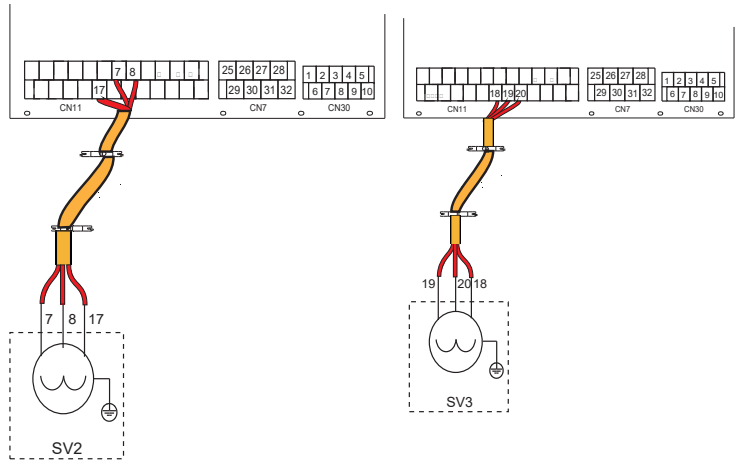 7 8
17
CN11
25 26 27 28
29 30 31 32
CN7
1 2 3 4 5
6 7 8 9 10
CN30
7 8 17
SV2
18 19 20
CN11
25 26 27 28
29 30 31 32
CN7
1 2 3 4 5
6 7 8 9 10
CN30
19 20 18
SV3